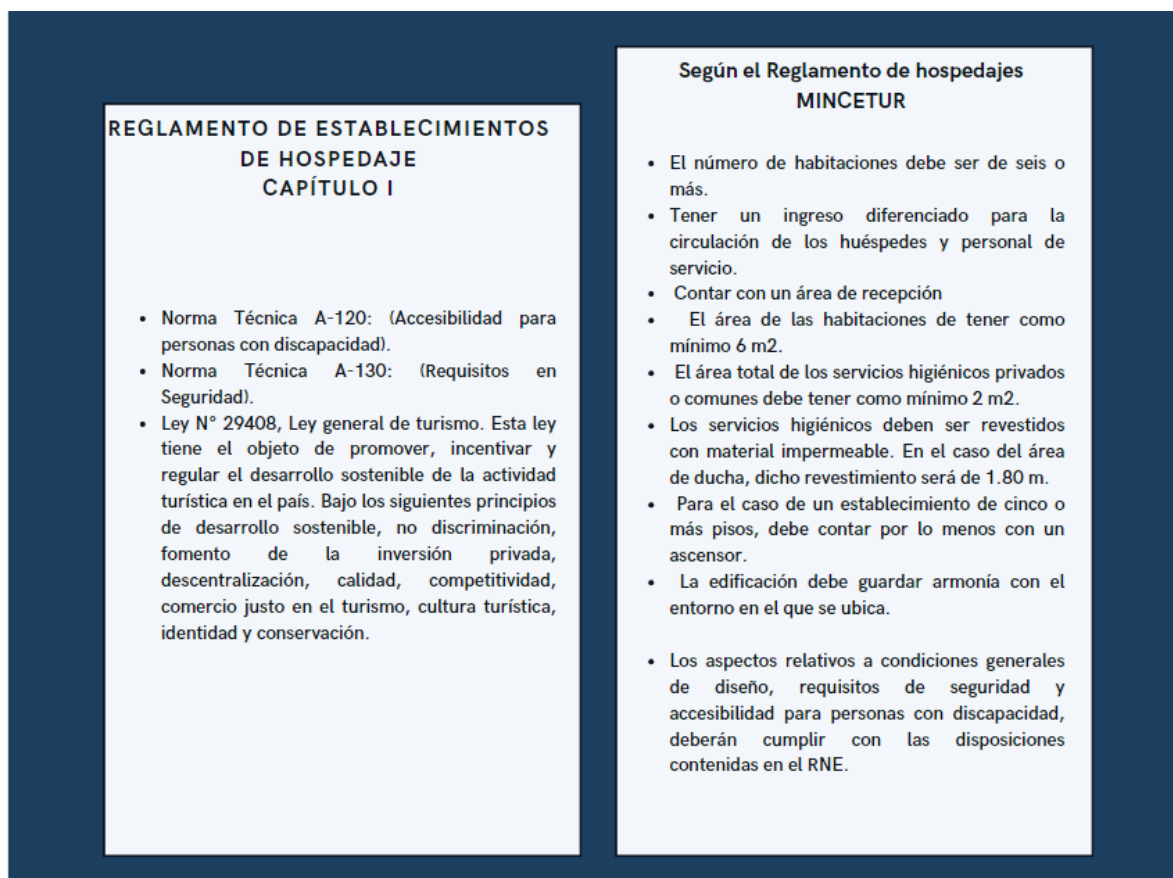 REGLAMENTO DE ESTABLECIMIENTOS
DE HOSPEDAJE
CAPÍTULO I
• Norma Técnica A-120: (Accesibilidad para
personas con discapacidad).
• Norma Técnica A-130: (Requisitos en
Seguridad).
• Ley N° 29408, Ley general de turismo. Esta ley
tiene el objeto de promover, incentivar y
regular el desarrollo sostenible de la actividad
turística en el país. Bajo los siguientes principios
de desarrollo sostenible, no discriminación,
fomento de la inversión privada,
descentralización, calidad, competitividad,
comercio justo en el turismo, cultura turística,
identidad y conservación.
Según el Reglamento de hospedajes
MINCETUR
• El número de habitaciones debe ser de seis o
más.
• Tener un ingreso diferenciado para la
circulación de los huéspedes y personal de
servicio.
• Contar con un área de recepción
• El área de las habitaciones de tener como
mínimo 6 m2.
• El área total de los servicios higiénicos privados
o comunes debe tener como mínimo 2 m2.
• Los servicios higiénicos deben ser revestidos
con material impermeable. En el caso del área
de ducha, dicho revestimiento será de 1.80 m.
• Para el caso de un establecimiento de cinco o
más pisos, debe contar por lo menos con un
ascensor.
• La edificación debe guardar armonía con el
entorno en el que se ubica.
• Los aspectos relativos a condiciones generales
de diseño, requisitos de seguridad y
accesibilidad para personas con discapacidad,
deberán cumplir con las disposiciones
contenidas en el RNE.